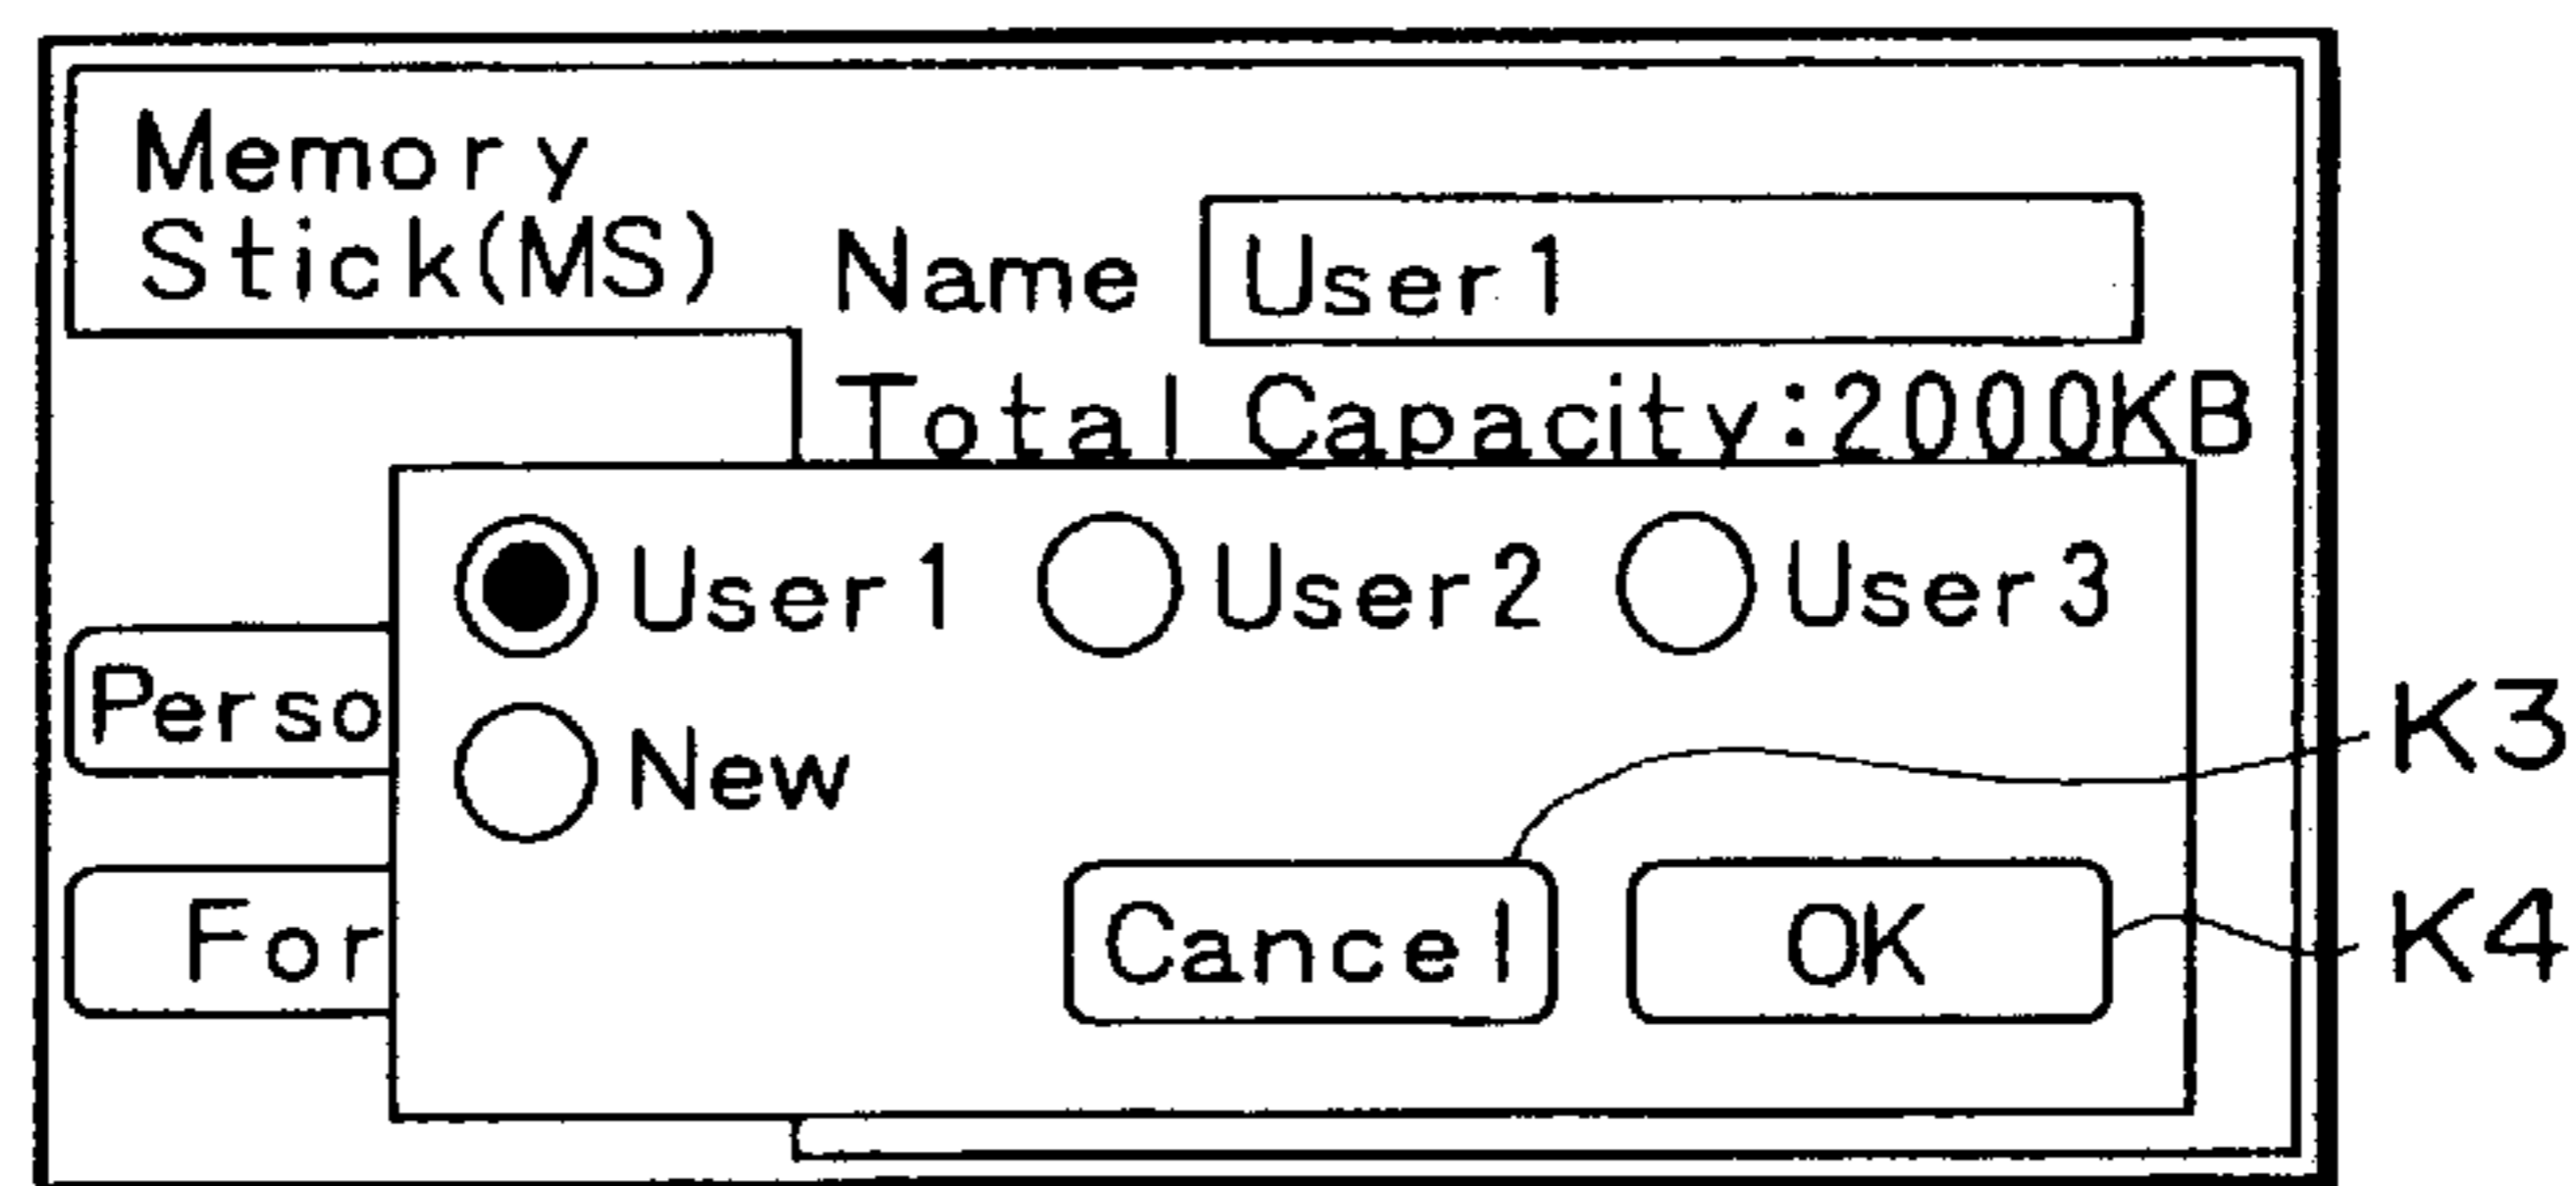 Memory
Stick(MS)
Name User1
Total Capacity:2000KB
User1 User2 User3
Perso
New
K3
For
Cancel OK
K4